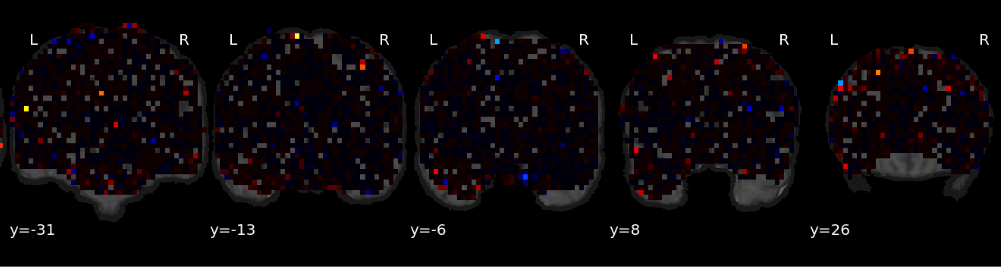 L R L R L R L R L R
y=-31 y=-13 y=-6 y=8 y=26